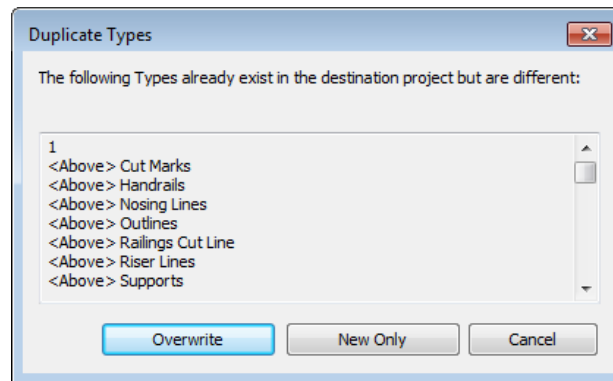 Duplicate Types
The following Types already exist in the destination project but are different:
1
<Above> Cut Marks
<Above> Handrails
<Above> Nosing Lines
<Above> Outlines
<Above> Railings Cut Line
<Above> Riser Lines
<Above> Supports
Overwrite
New Only
Cancel